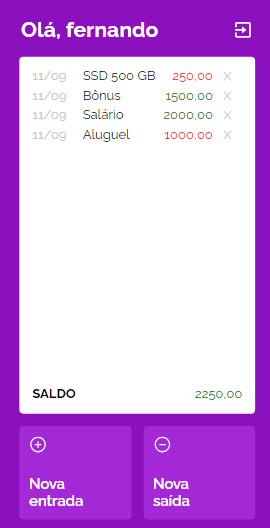 Olá, fernando
11/09 SSD 500 GB 250,00 X
11/09 Bônus 1500,00 X
11/09 Salário 2000,00 X
11/09 Aluguel 1000,00 X
SALDO 2250,00
Nova entrada
Nova saída